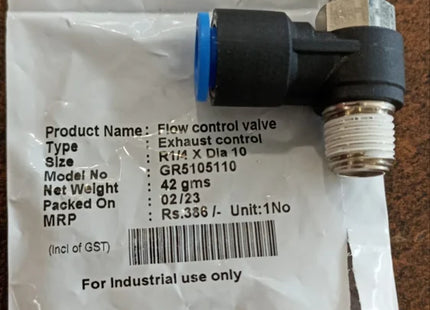 Product Name : Flow control valve
Type : Exhaust control
Size : R1/4 X Dia 10
Model No : GR5105110
Net Weight : 42 gms
Packed On : 02/23
MRP : Rs.386 /- Unit:1No
(Incl of GST)
For Industrial use only